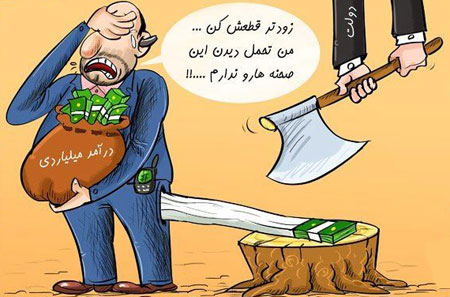 زودتر قطعش کن ...
من تحمل دیدن این
صحنه هارو ندارم ....!!
دولت
درآمد میلیاردی